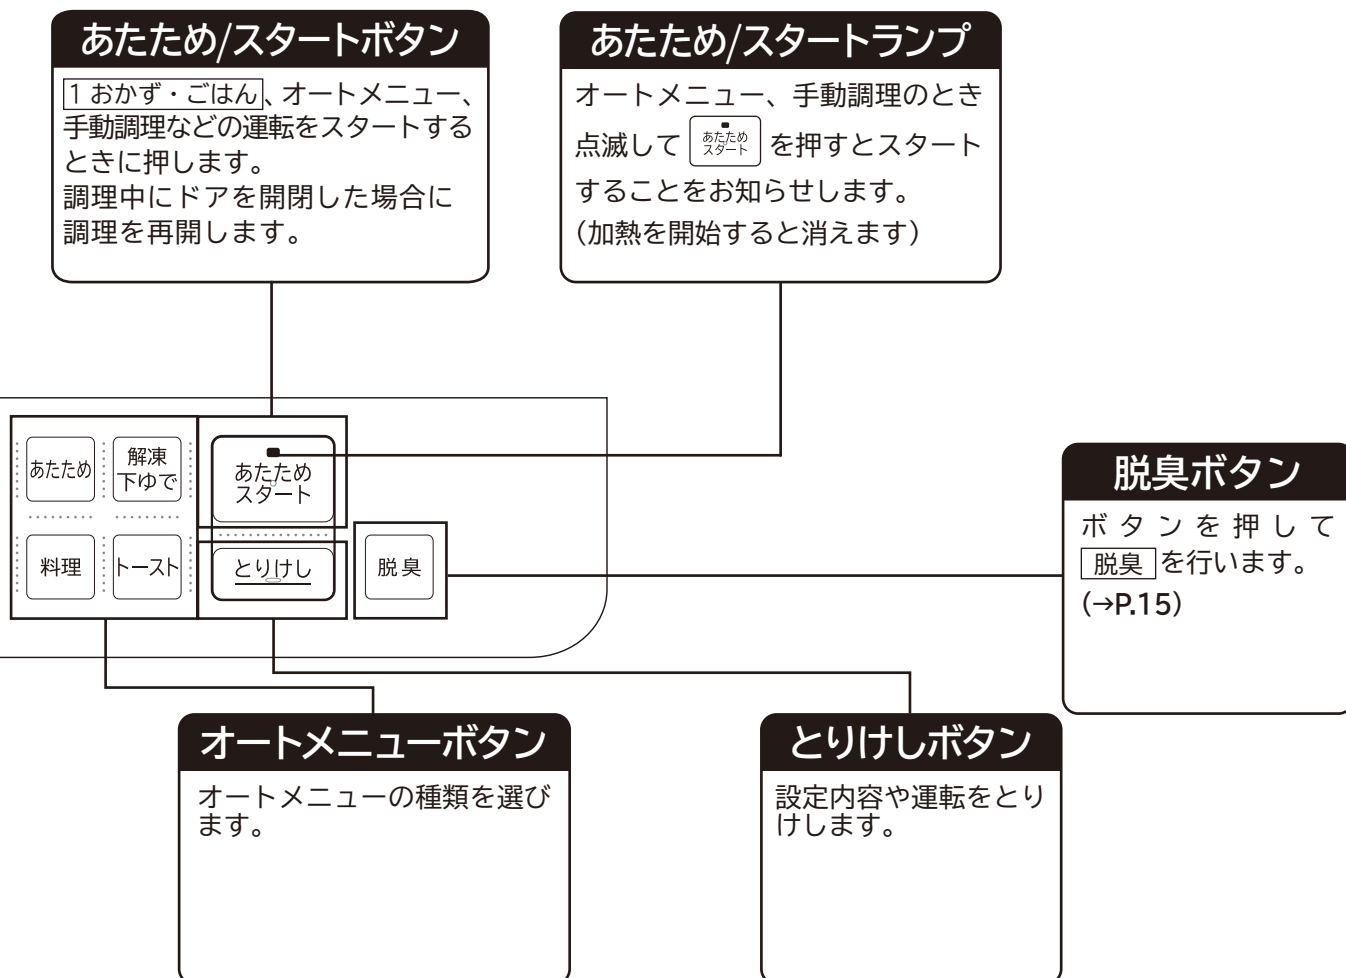 あたため/スタートボタン
1 おかず・ごはん、オートメニュー、
手動調理などの運転をスタートする
ときに押します。
調理中にドアを開閉した場合に
調理を再開します。
あたため/スタートランプ
オートメニュー、手動調理のとき
点滅して あたため スタート を押すとスタート
することをお知らせします。
(加熱を開始すると消えます)
あたため
解凍
下ゆで
あたため
スタート
料理
トースト
とりけし
脱臭
脱臭ボタン
ボタンを押して
脱臭 を行います。
(→P.15)
オートメニューボタン
オートメニューの種類を選び
ます。
とりけしボタン
設定内容や運転をとり
けします。